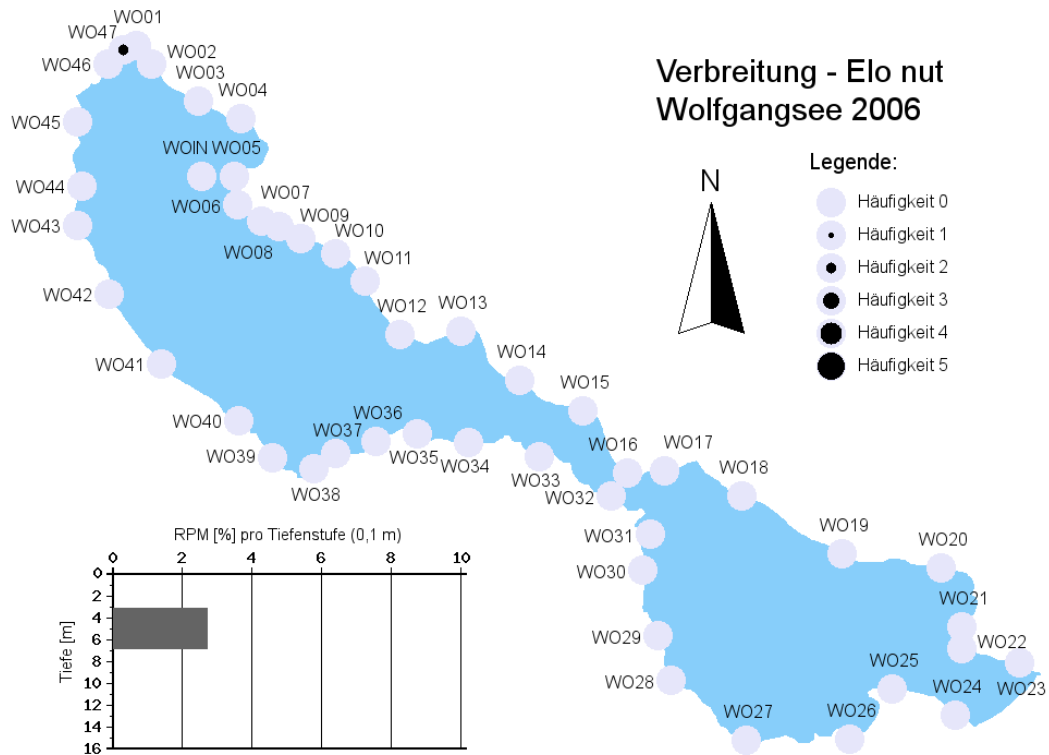 Verbreitung - Elo nut
Wolfgangsee 2006
N
Legende:
Häufigkeit 0
Häufigkeit 1
Häufigkeit 2
Häufigkeit 3
Häufigkeit 4
Häufigkeit 5
WO01
WO47
WO02
WO46
WO03
WO04
WO45
WOIN WO05
WO44
WO06
WO07
WO43
WO09
WO08
WO10
WO11
WO42
WO12
WO13
WO41
WO14
WO15
WO40
WO36
WO37
WO39
WO35
WO34
WO38
WO33
WO16
WO17
WO32
WO18
WO31
WO30
WO19
WO20
WO21
WO29
WO22
WO28
WO25
WO23
WO24
WO27
WO26
RPM [%] pro Tiefenstufe (0,1 m)
0 2 4 6 8 10
Tiefe [m]
0
2
4
6
8
10
12
14
16